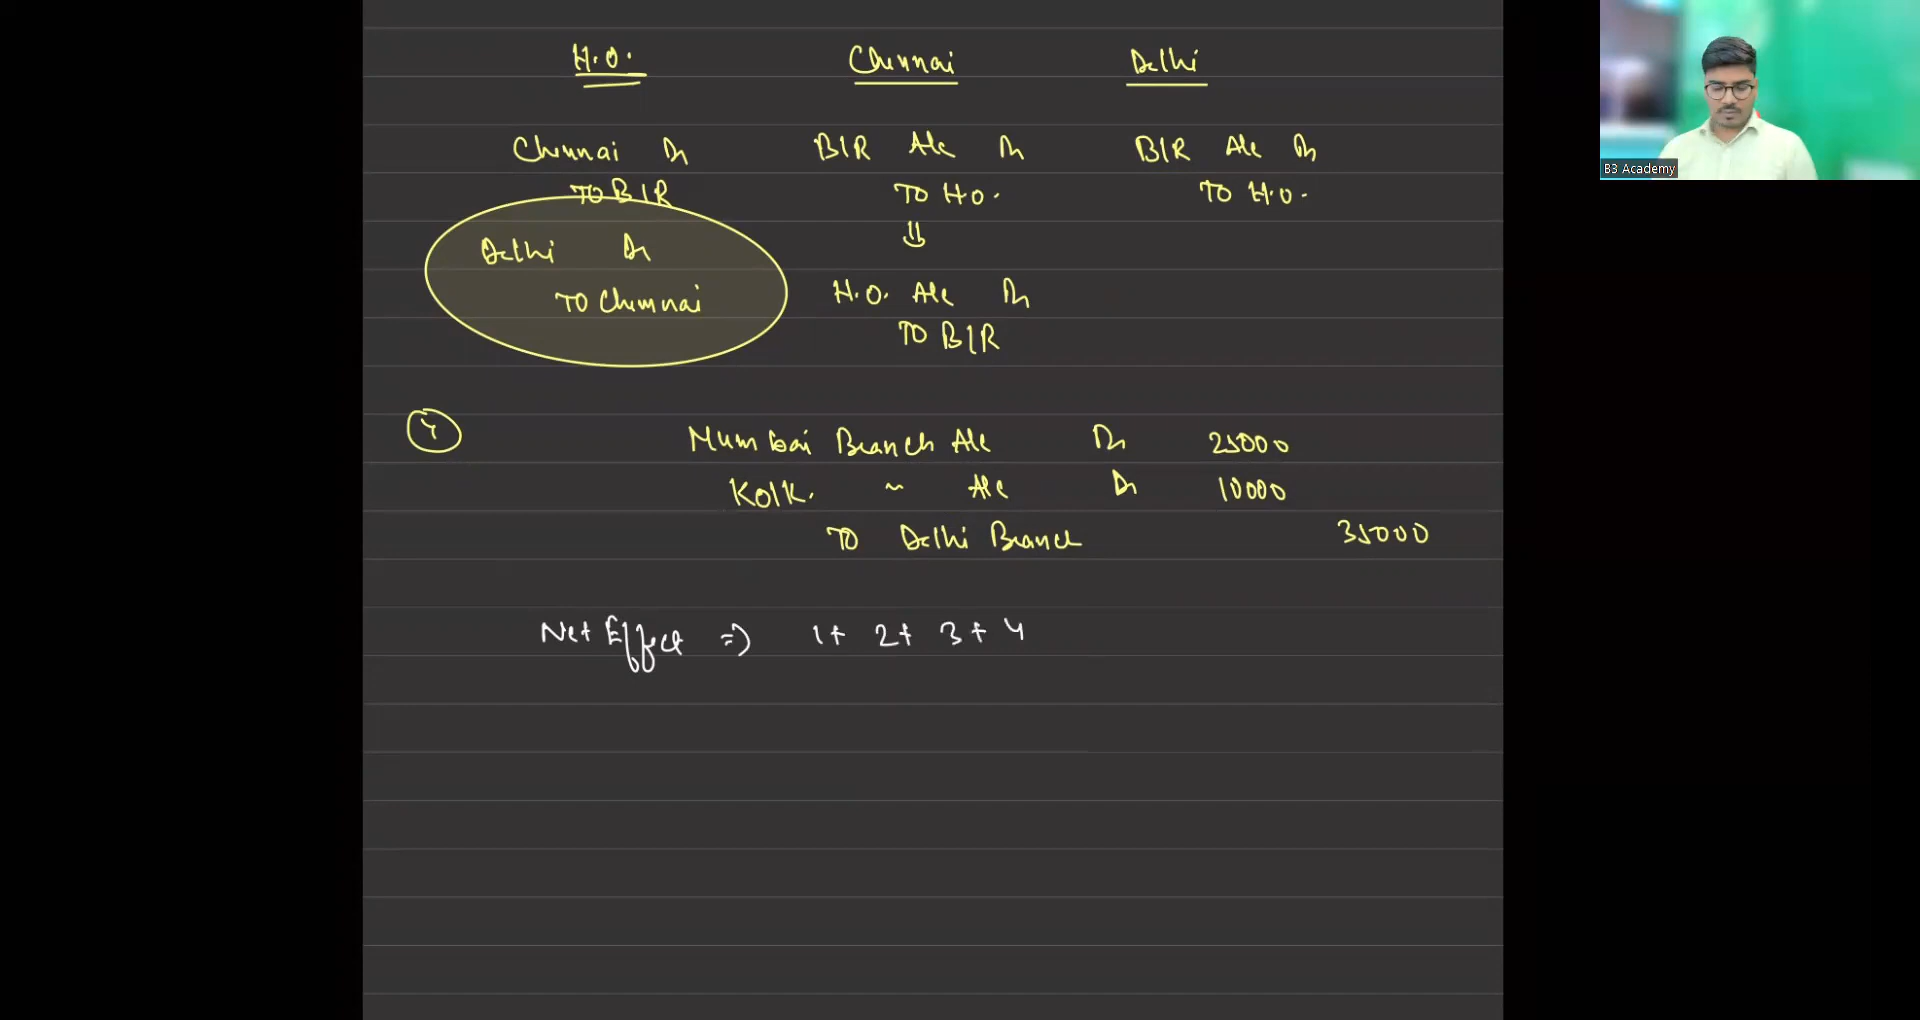 H.O. Chennai Delhi
Chennai Dr B/R A/c Dr B/R A/c Dr
TO B/R TO H.O. TO H.O.
Delhi Dr
TO Chennai H.O. A/c Dr
TO B/R
4 Mumbai Branch A/c Dr 25000
Kolk. " A/c Dr 10000
TO Delhi Branch 35000
Net Effect => 1+ 2+ 3+ 4
B3 Academy